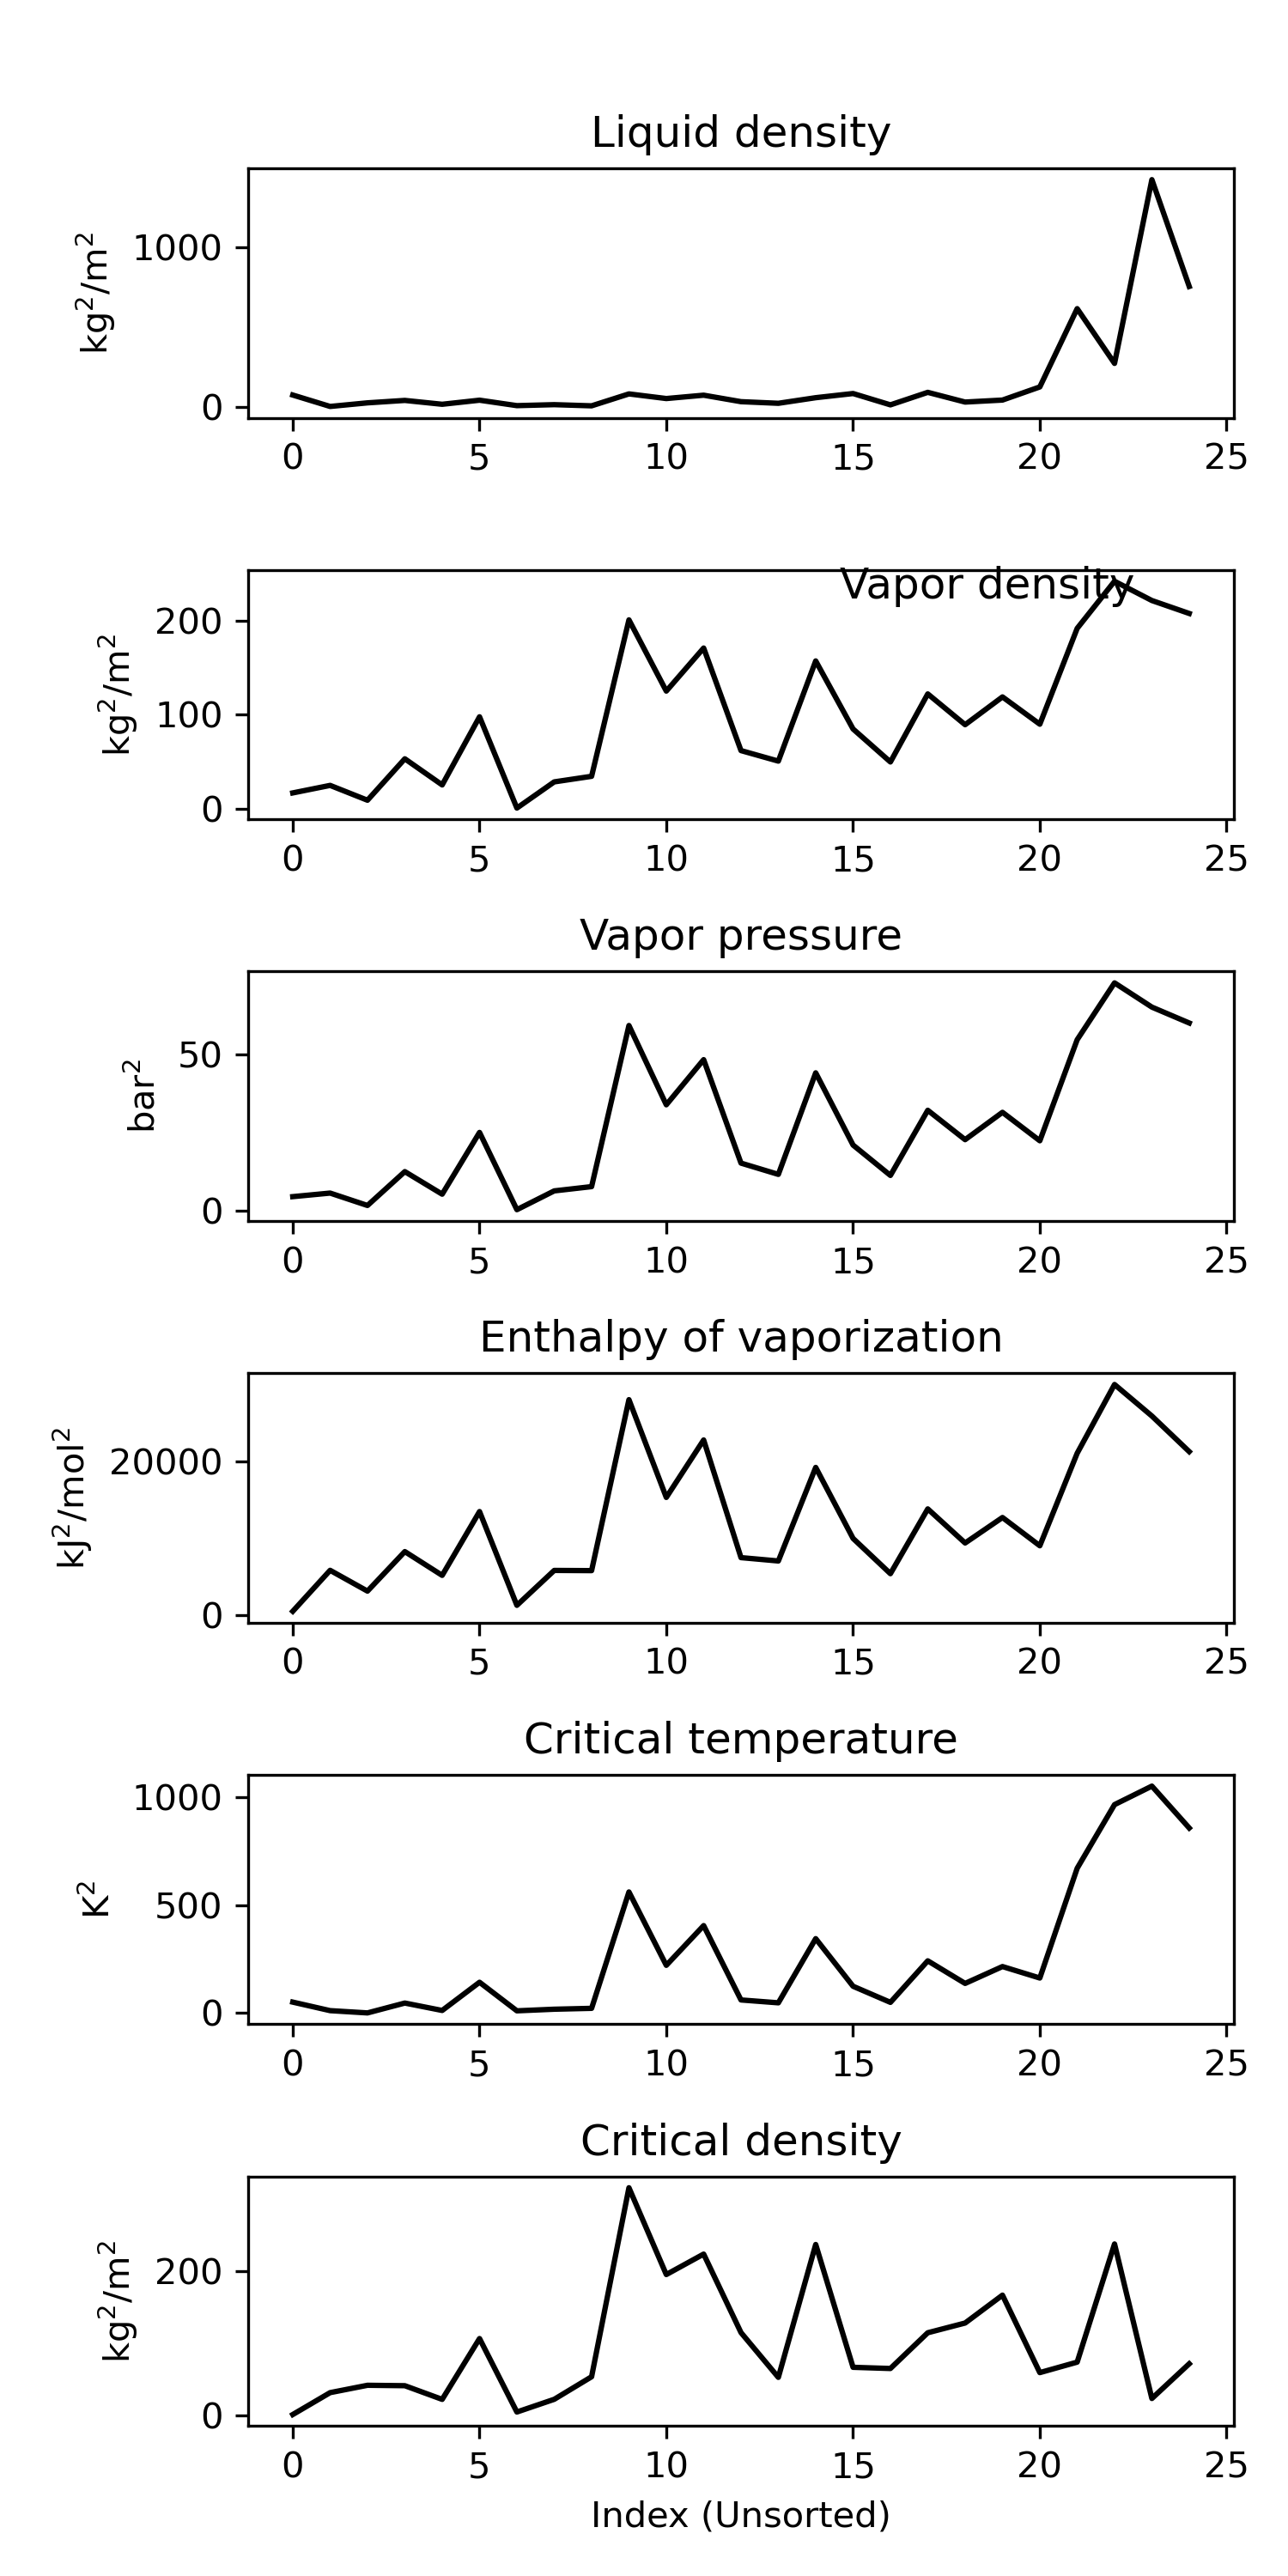 Liquid density
kg²/m²
1000
0
0 5 10 15 20 25
Vapor density
kg²/m²
200
100
0
0 5 10 15 20 25
Vapor pressure
bar²
50
0
0 5 10 15 20 25
Enthalpy of vaporization
kJ²/mol²
20000
0
0 5 10 15 20 25
Critical temperature
K²
1000
500
0
0 5 10 15 20 25
Critical density
kg²/m²
200
0
0 5 10 15 20 25
Index (Unsorted)